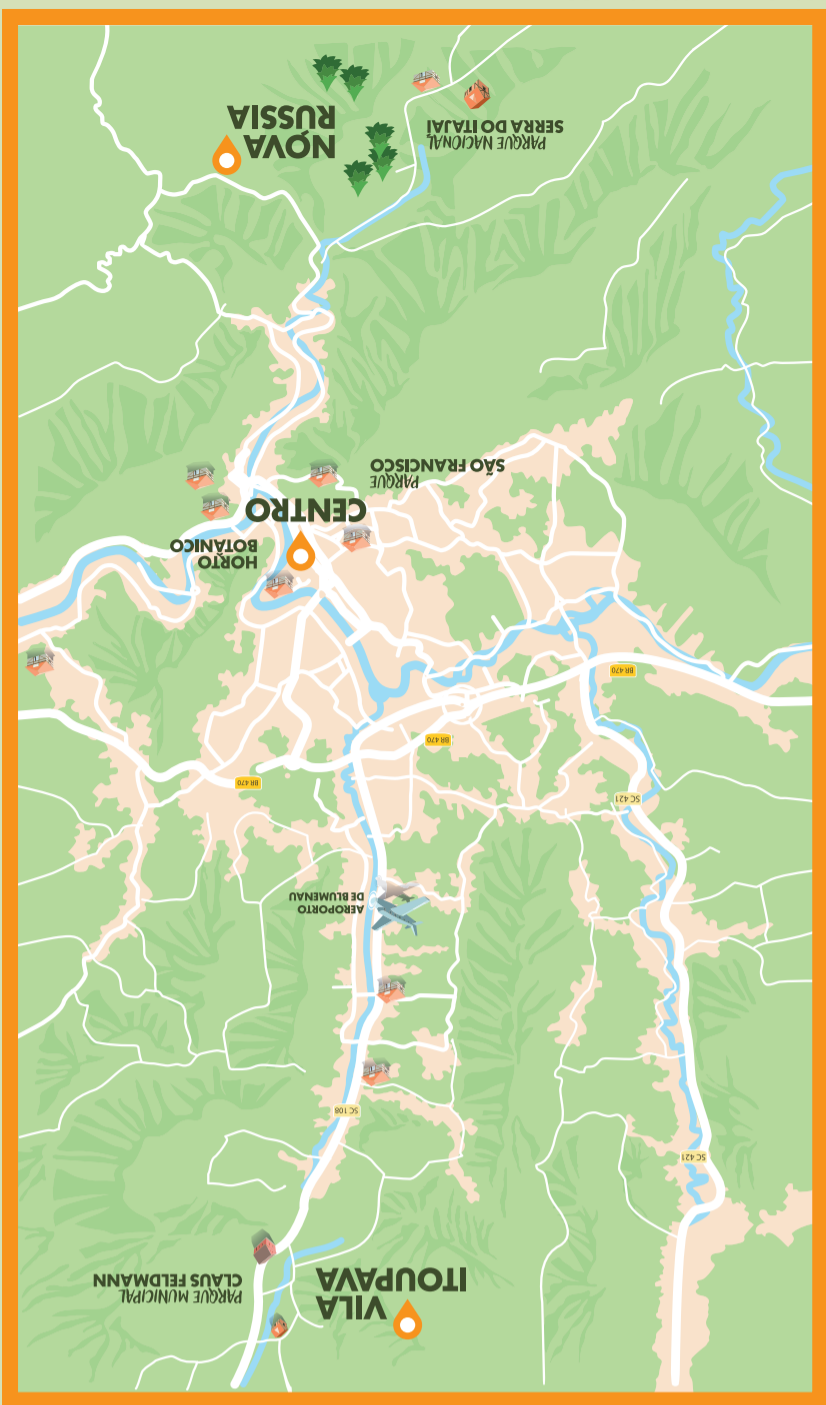 VILA
ITOUPAVA
PARQUE MUNICIPAL
CLAUS FELDMANN
SC 421
SC 108
AEROPORTO
DE BLUMENAU
SC 421
BR 470
BR 470
BR 470
HORTO
BOTÂNICO
CENTRO
PARQUE
SÃO FRANCISCO
PARQUE NACIONAL
SERRA DO ITAJAÍ
NOVA
RUSSIA